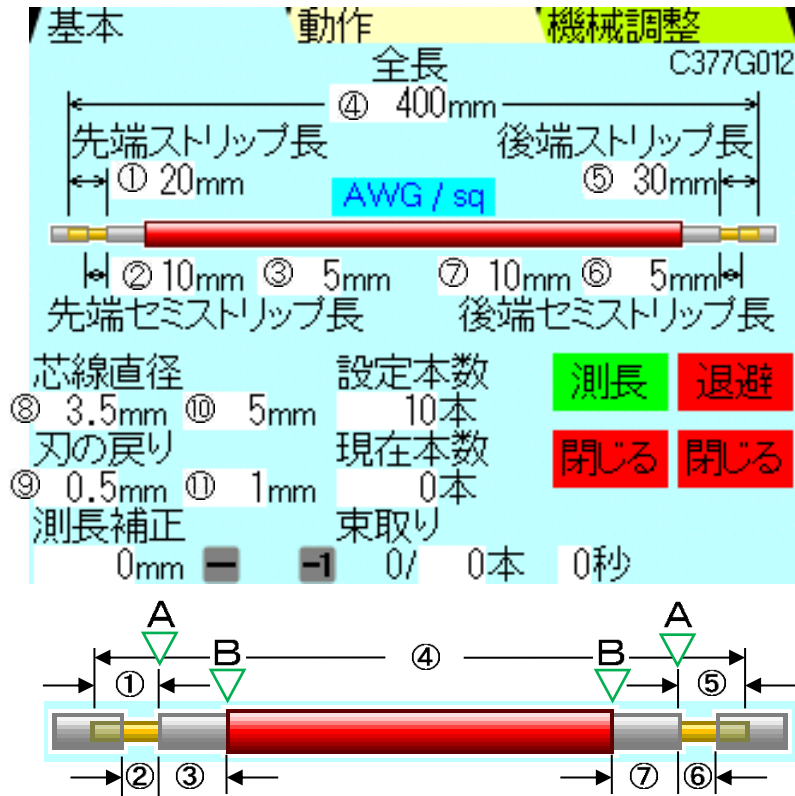 基本 動作 機械調整
全長 C377G012
④ 400mm
先端ストリップ長 後端ストリップ長
① 20mm ⑤ 30mm
AWG / sq
② 10mm ③ 5mm ⑦ 10mm ⑥ 5mm
先端セミストリップ長 後端セミストリップ長
芯線直径 設定本数 測長 退避
⑧ 3.5mm ⑩ 5mm 10本
刃の戻り 現在本数 閉じる 閉じる
⑨ 0.5mm ⑪ 1mm 0本
測長補正 束取り
0mm ー -1 0/ 0本 0秒
A A
B ④ B
① ⑤
② ③ ⑦ ⑥